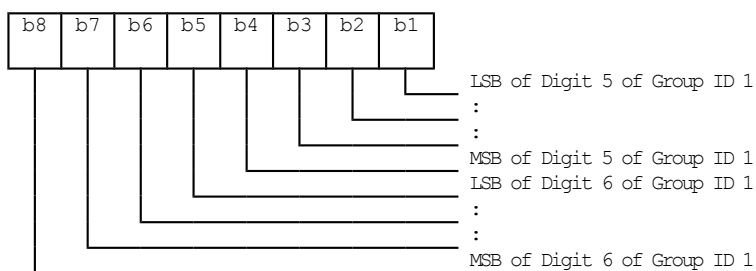 b8 b7 b6 b5 b4 b3 b2 b1
LSB of Digit 5 of Group ID 1
:
:
MSB of Digit 5 of Group ID 1
LSB of Digit 6 of Group ID 1
:
:
MSB of Digit 6 of Group ID 1